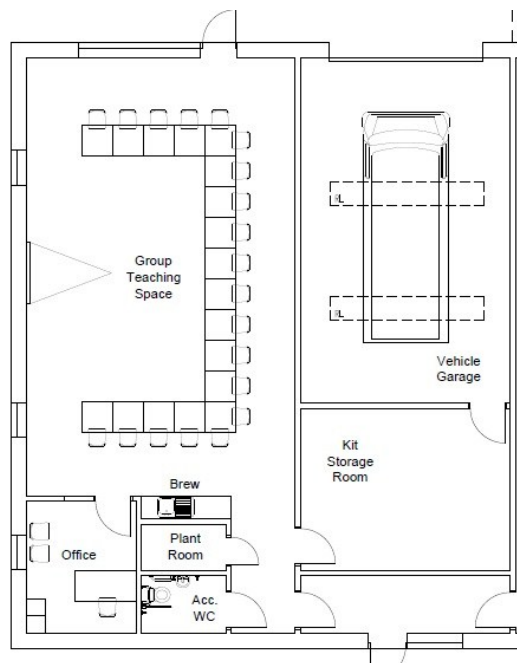 Group
Teaching
Space
Vehicle
Garage
Kit
Storage
Room
Brew
Plant
Room
Office
Acc.
WC